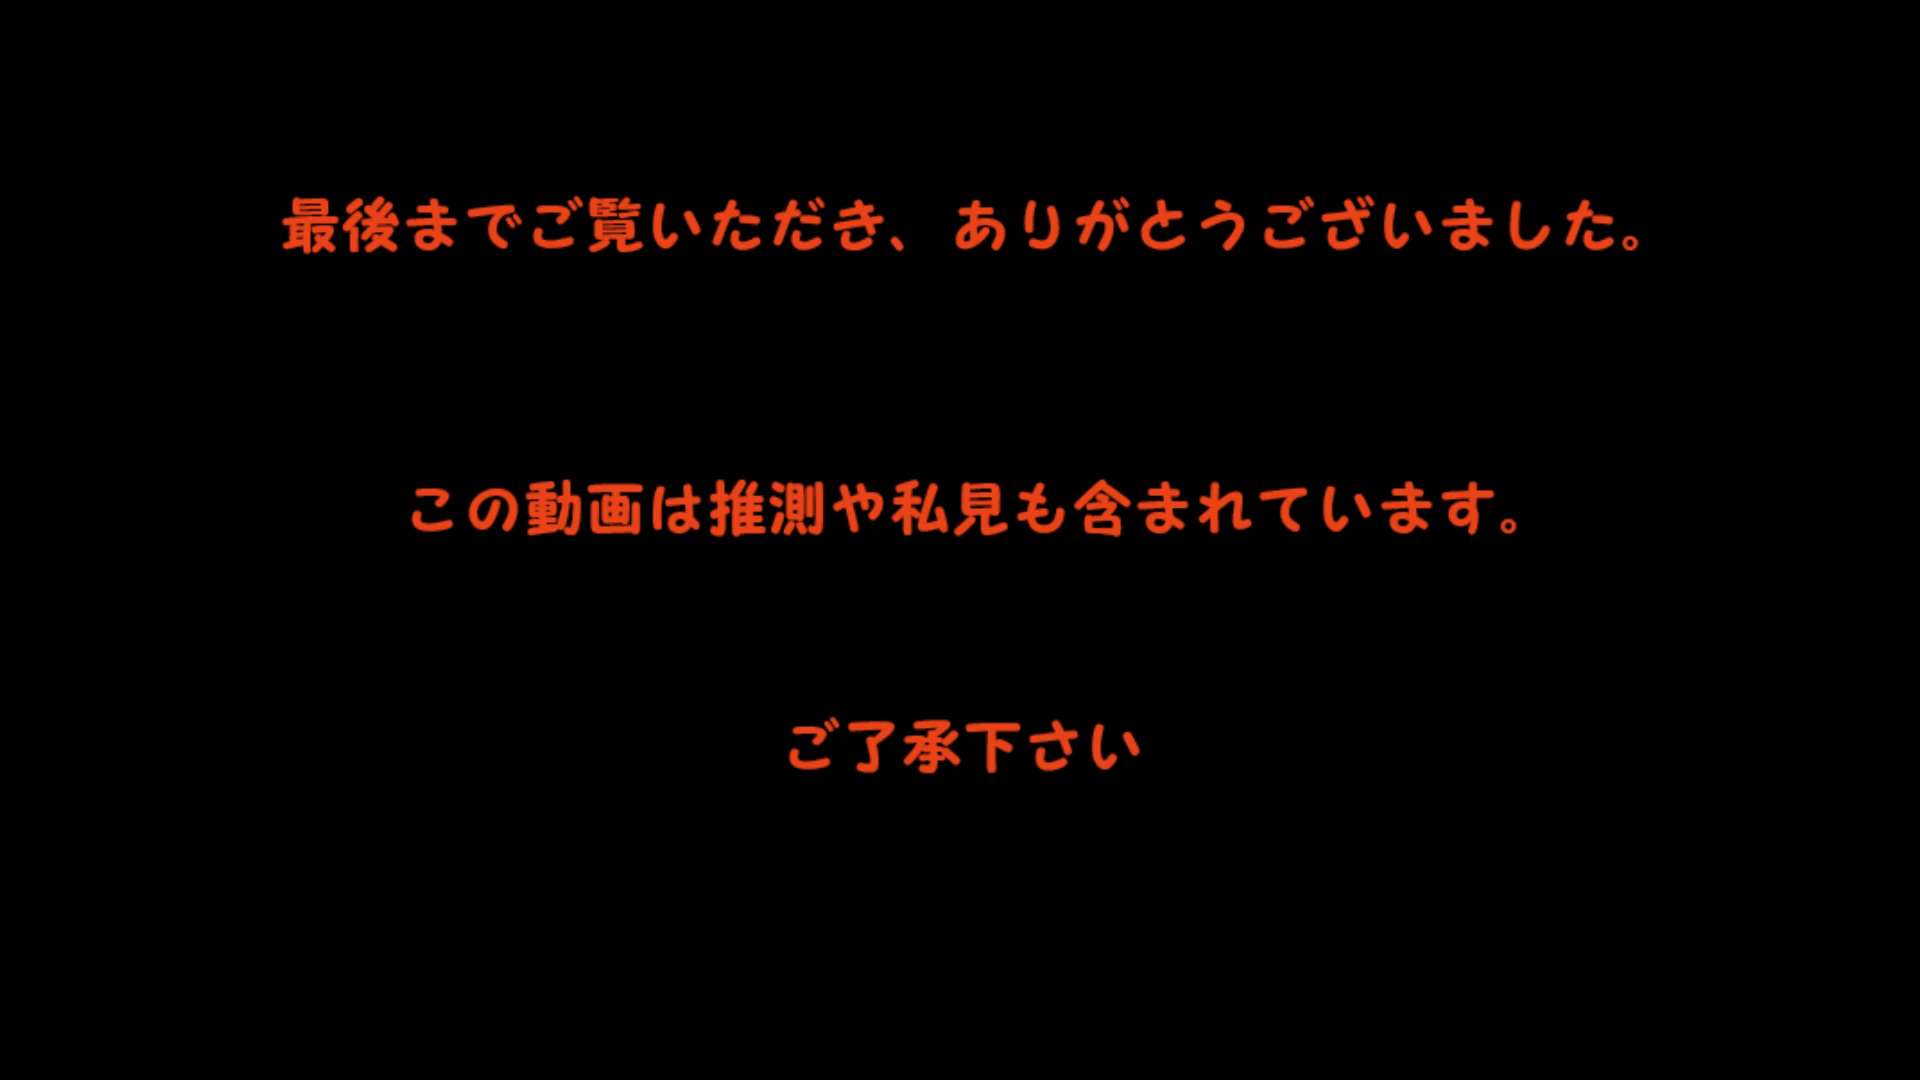 最後までご覧いただき、ありがとうございました。
この動画は推測や私見も含まれています。
ご了承下さい